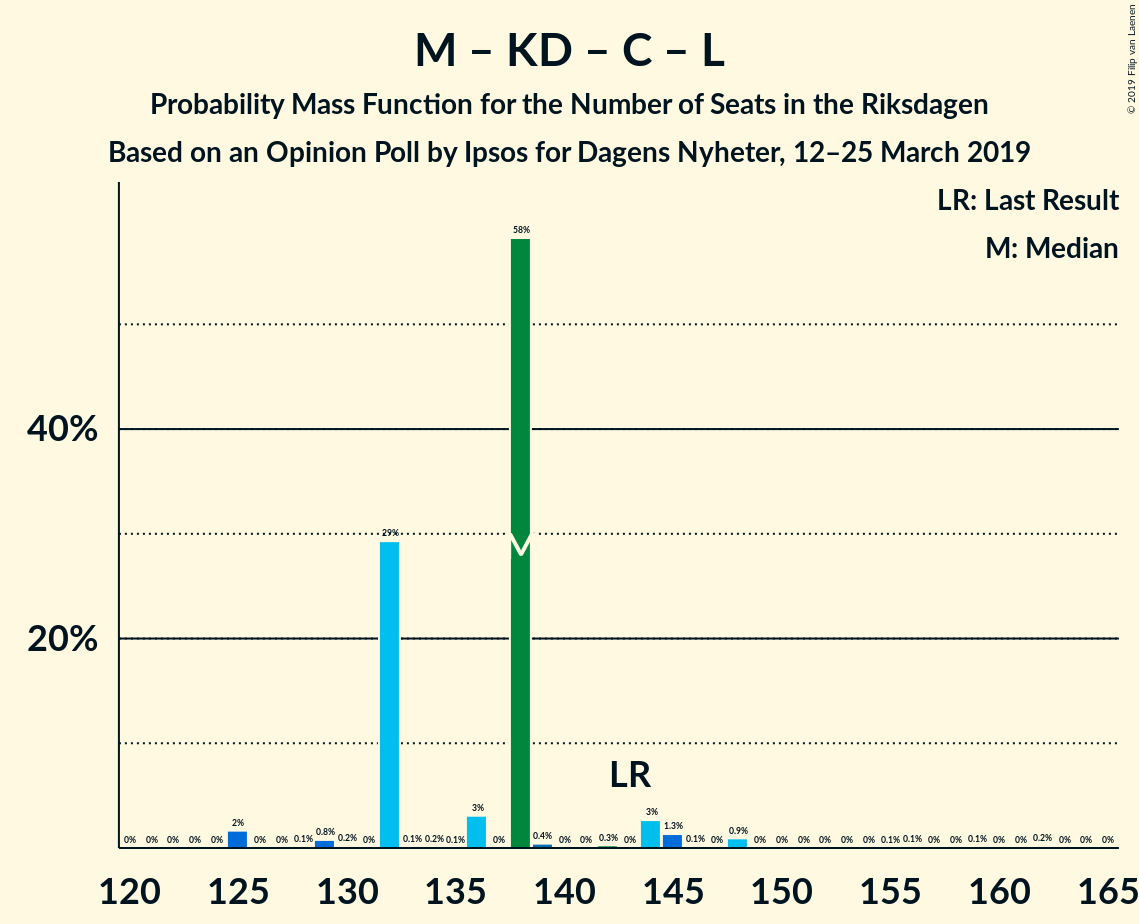 M – KD – C – L
Probability Mass Function for the Number of Seats in the Riksdagen
Based on an Opinion Poll by Ipsos for Dagens Nyheter, 12–25 March 2019
© 2019 Filip van Laenen
LR: Last Result
M: Median
58%
40%
29%
20%
LR
0% 0% 0% 0% 0% 2% 0% 0% 0.1% 0.8% 0.2% 0% 0.1% 0.2% 0.1% 3% 0% 0.4% 0% 0% 0.3% 0% 3% 1.3% 0.1% 0% 0.9% 0% 0% 0% 0% 0% 0% 0.1% 0.1% 0% 0% 0.1% 0% 0% 0.2% 0% 0% 0%
120 125 130 135 140 145 150 155 160 165